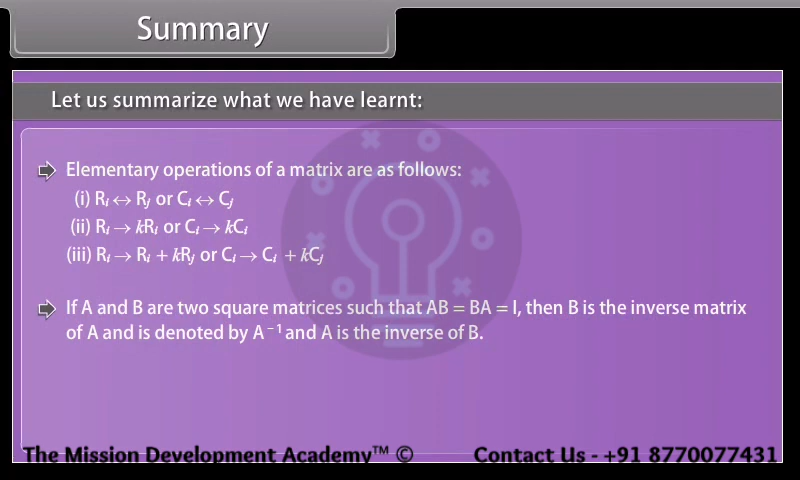 Summary
Let us summarize what we have learnt:
Elementary operations of a matrix are as follows:
(i) Rᵢ ↔ Rⱼ or Cᵢ ↔ Cⱼ
(ii) Rᵢ → kRᵢ or Cᵢ → kCᵢ
(iii) Rᵢ → Rᵢ + kRⱼ or Cᵢ → Cᵢ + kCⱼ
If A and B are two square matrices such that AB = BA = I, then B is the inverse matrix
of A and is denoted by A⁻¹ and A is the inverse of B.
The Mission Development Academy™ © Contact Us - +91 8770077431